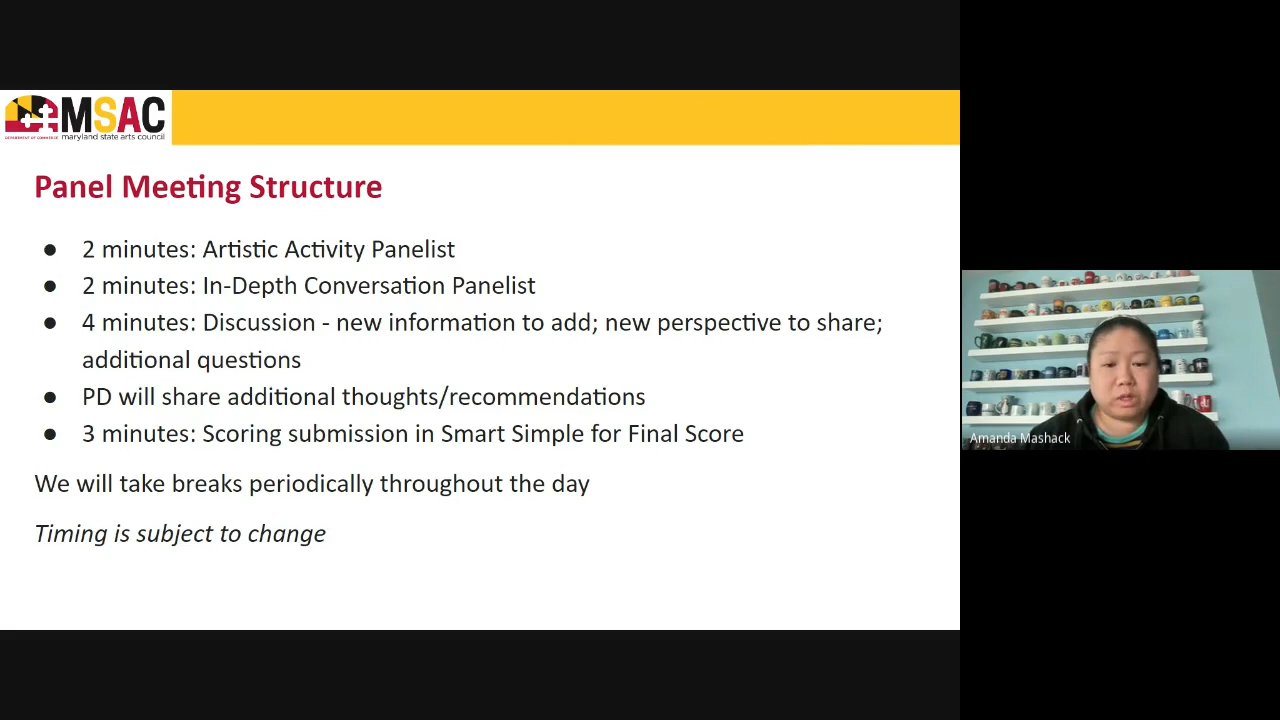 MSAC
DEPARTMENT OF COMMERCE
maryland state arts council
Panel Meeting Structure
● 2 minutes: Artistic Activity Panelist
● 2 minutes: In-Depth Conversation Panelist
● 4 minutes: Discussion - new information to add; new perspective to share;
additional questions
● PD will share additional thoughts/recommendations
● 3 minutes: Scoring submission in Smart Simple for Final Score
We will take breaks periodically throughout the day
Timing is subject to change
Amanda Mashack